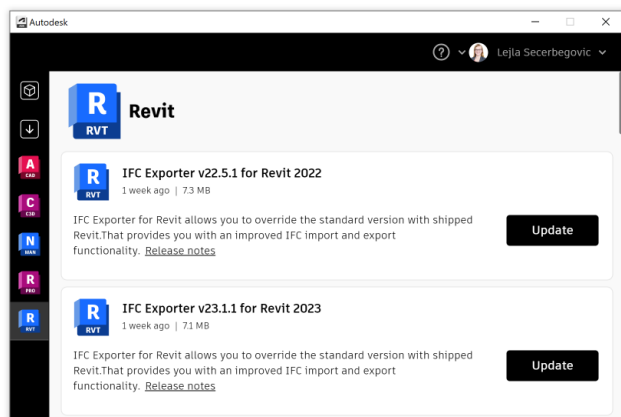 Autodesk
Lejla Secerbegovic
R
RVT
Revit
A
CAD
C
C3D
N
MAN
R
PRO
R
RVT
R
RVT
IFC Exporter v22.5.1 for Revit 2022
1 week ago | 7.3 MB
IFC Exporter for Revit allows you to override the standard version with shipped
Revit.That provides you with an improved IFC import and export
functionality. Release notes
Update
R
RVT
IFC Exporter v23.1.1 for Revit 2023
1 week ago | 7.1 MB
IFC Exporter for Revit allows you to override the standard version with shipped
Revit.That provides you with an improved IFC import and export
functionality. Release notes
Update